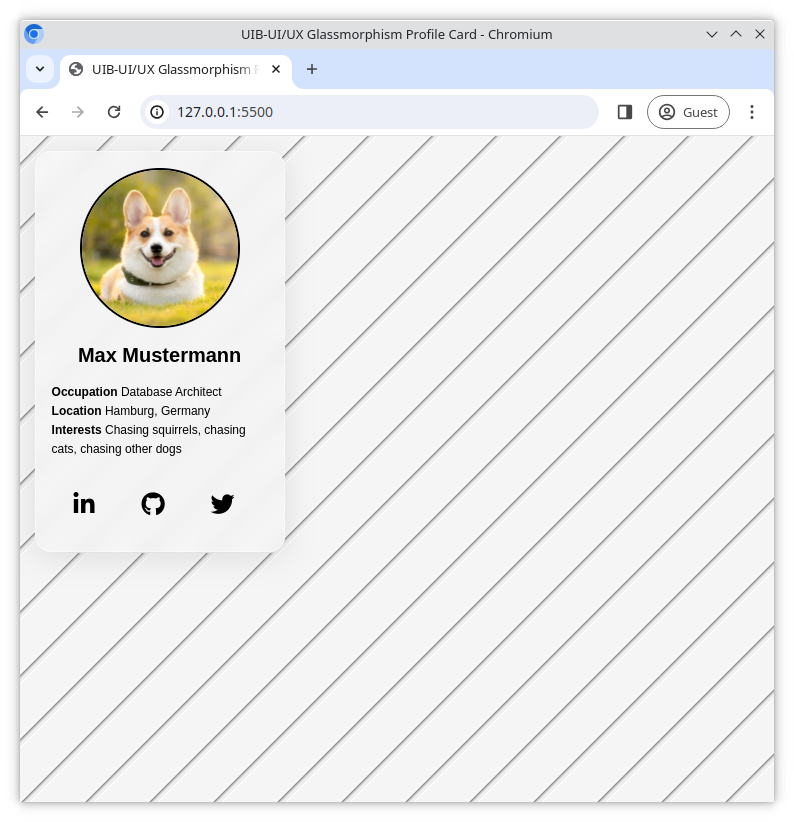 UIB-UI/UX Glassmorphism Profile Card - Chromium
UIB-UI/UX Glassmorphism
127.0.0.1:5500
Guest
Max Mustermann
Occupation Database Architect
Location Hamburg, Germany
Interests Chasing squirrels, chasing
cats, chasing other dogs
in